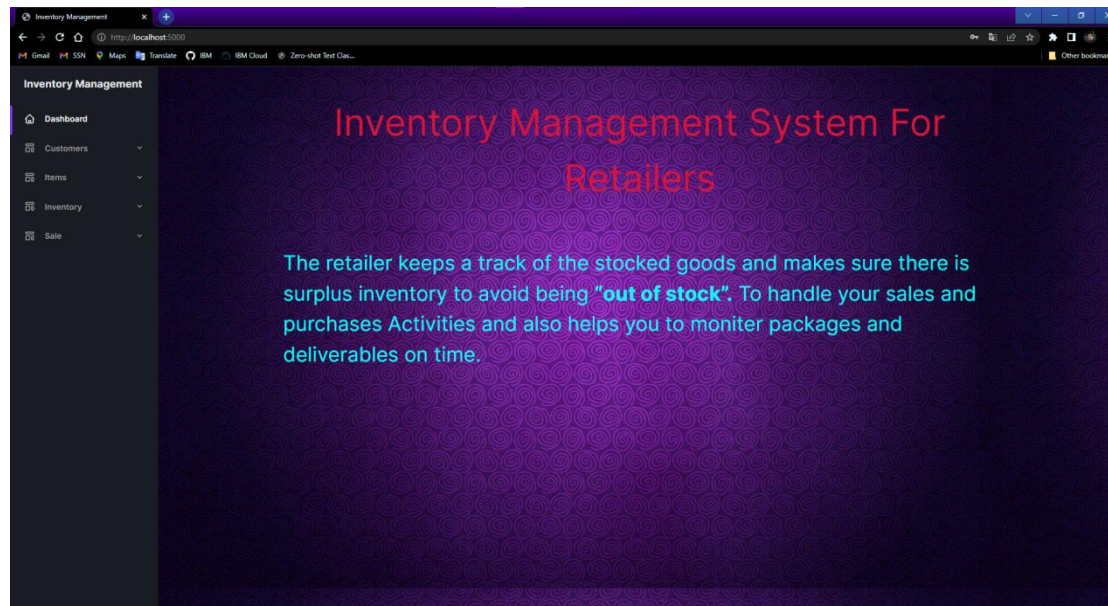 Inventory Management
http://localhost:5000
Gmail
SSN
Maps
Translate
IBM
IBM Cloud
Zero-shot Text Clas...
Other bookmar
Inventory Management
Dashboard
Customers
Items
Inventory
Sale
Inventory Management System For
Retailers
The retailer keeps a track of the stocked goods and makes sure there is
surplus inventory to avoid being “out of stock”. To handle your sales and
purchases Activities and also helps you to moniter packages and
deliverables on time.